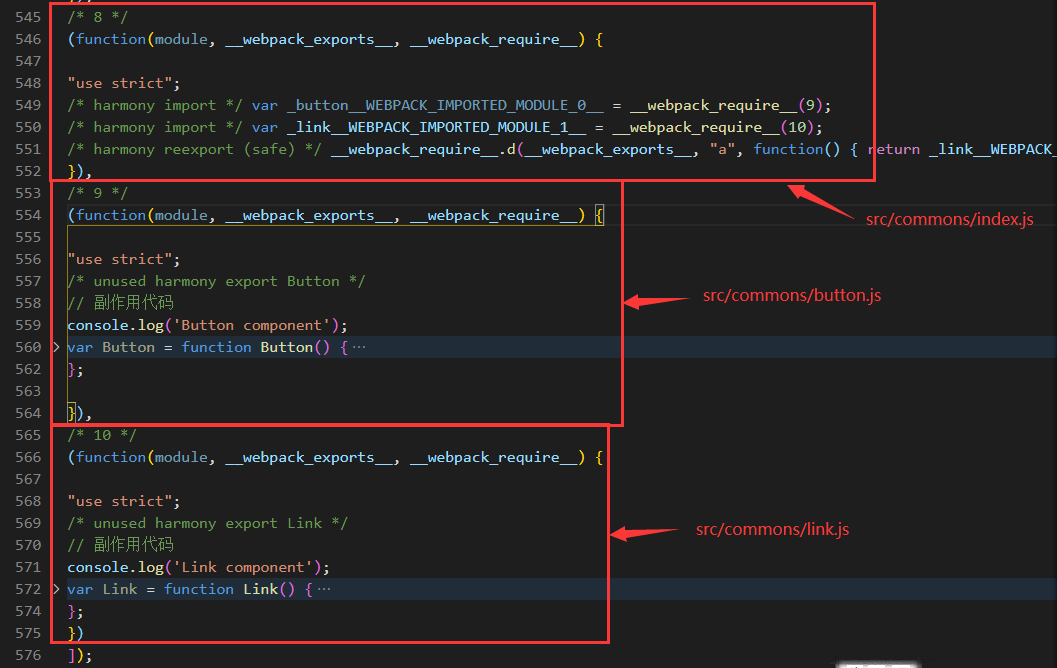 545 /* 8 */
546 (function(module, __webpack_exports__, __webpack_require__) {
547
548 "use strict";
549 /* harmony import */ var _button__WEBPACK_IMPORTED_MODULE_0__ = __webpack_require__(9);
550 /* harmony import */ var _link__WEBPACK_IMPORTED_MODULE_1__ = __webpack_require__(10);
551 /* harmony reexport (safe) */ __webpack_require__.d(__webpack_exports__, "a", function() { return _link__WEBPACK_
552 }),
src/commons/index.js
553 /* 9 */
554 (function(module, __webpack_exports__, __webpack_require__) {
555
556 "use strict";
557 /* unused harmony export Button */
558 // 副作用代码
src/commons/button.js
559 console.log('Button component');
560 var Button = function Button() { ···
562 };
563
564 }),
565 /* 10 */
566 (function(module, __webpack_exports__, __webpack_require__) {
567
568 "use strict";
569 /* unused harmony export Link */
src/commons/link.js
570 // 副作用代码
571 console.log('Link component');
572 var Link = function Link() { ···
574 };
575 })
576 ]);